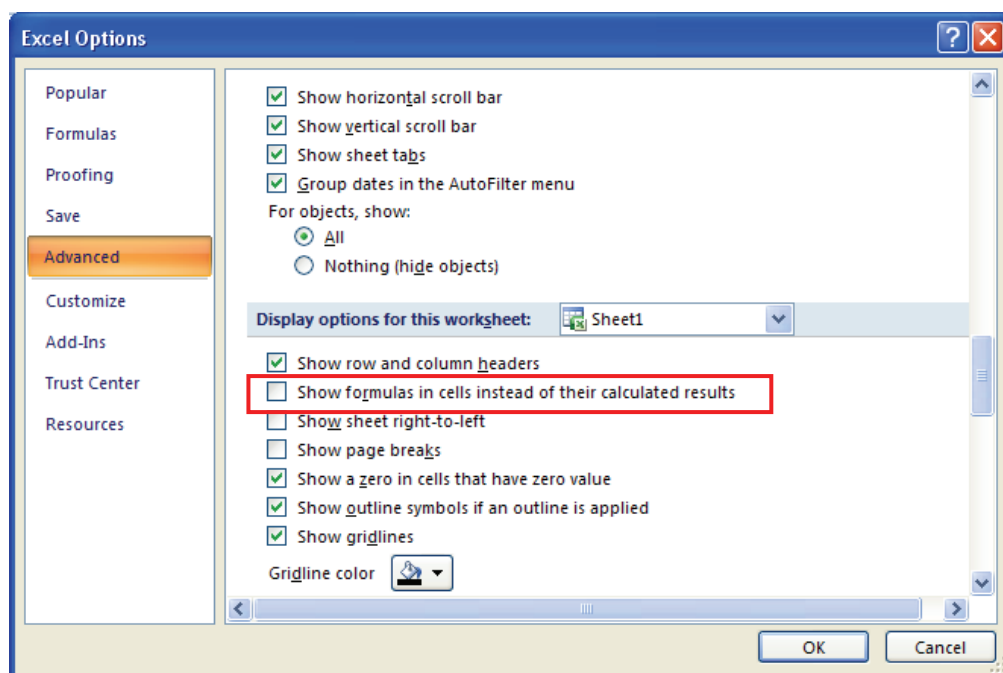 Excel Options
Popular
Formulas
Proofing
Save
Advanced
Customize
Add-Ins
Trust Center
Resources
Show horizontal scroll bar
Show vertical scroll bar
Show sheet tabs
Group dates in the AutoFilter menu
For objects, show:
All
Nothing (hide objects)
Display options for this worksheet: Sheet1
Show row and column headers
Show formulas in cells instead of their calculated results
Show sheet right-to-left
Show page breaks
Show a zero in cells that have zero value
Show outline symbols if an outline is applied
Show gridlines
Gridline color
OK Cancel